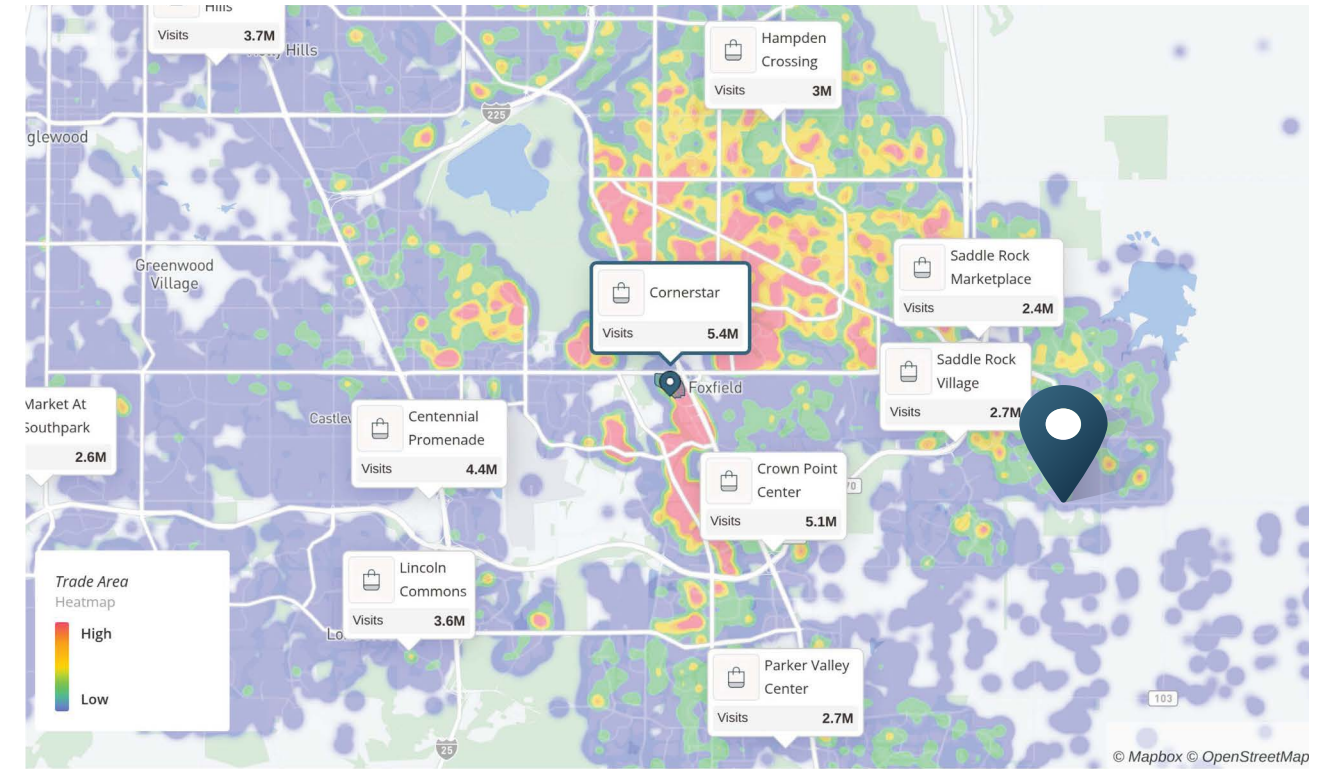 Hills
Visits 3.7M
Hampden
Crossing
Visits 3M
225
glewood
Greenwood
Village
Saddle Rock
Marketplace
Visits 2.4M
Cornerstar
Visits 5.4M
Saddle Rock
Village
Visits 2.7M
Foxfield
Market At
Southpark
2.6M
Centennial
Promenade
Visits 4.4M
Crown Point
Center
Visits 5.1M
Lincoln
Commons
Visits 3.6M
Trade Area
Heatmap
High
Low
Parker Valley
Center
Visits 2.7M
103
25
© Mapbox © OpenStreetMap